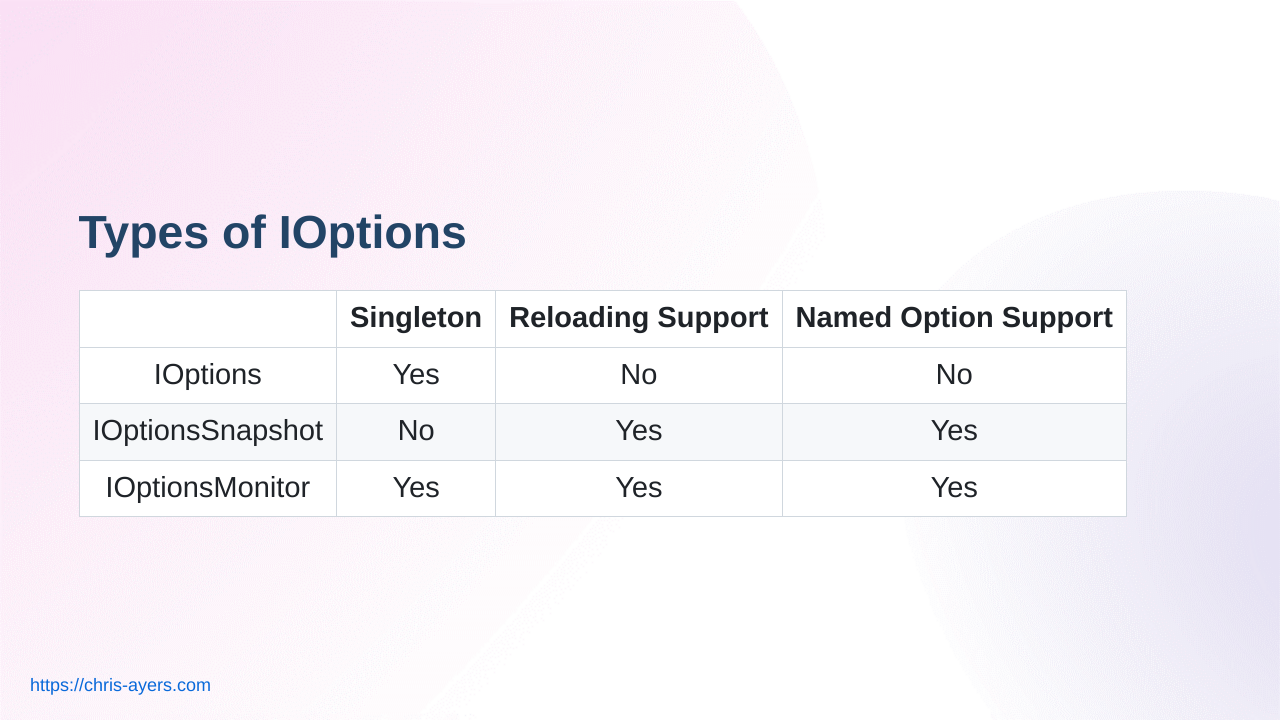 Types of IOptions
Singleton Reloading Support Named Option Support
IOptions Yes No No
IOptionsSnapshot No Yes Yes
IOptionsMonitor Yes Yes Yes
https://chris-ayers.com